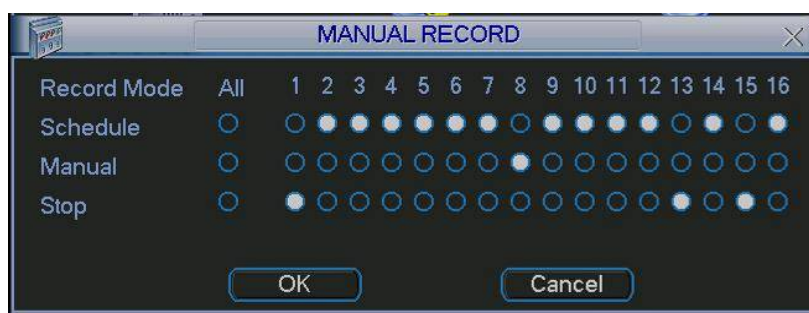 MANUAL RECORD
Record Mode All 1 2 3 4 5 6 7 8 9 10 11 12 13 14 15 16
Schedule
Manual
Stop
OK Cancel